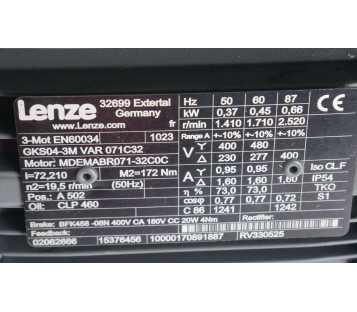 Lenze
32699 Extertal
Germany
www.Lenze.com fr
3-Mot EN60034 1023
GKS04-3M VAR 071C32
Motor: MDEMABR071-32C0C
i=72,210 M2=172 Nm
n2=19,5 r/min (50Hz)
Pos.: A 502
Oil: CLP 460
Hz 50 60 87
kW 0,37 0,45 0,66
r/min 1.410 1.710 2.520
Range A +-10% +-10% +-10%
V 400 480
△ 230 277 400
A 0,95 0,95
△ 1,60 1,60 1,60
η % 73,0 73,0
cosφ 0,77 0,77 0,72
C 86 1241 1242
Iso CLF
IP54
TKO
S1
Brake: BFK458 -06N 400V CA 180V CC 20W 4Nm Rectifier:
Feedback:
02062666 15376456 10000170891887 RV330525